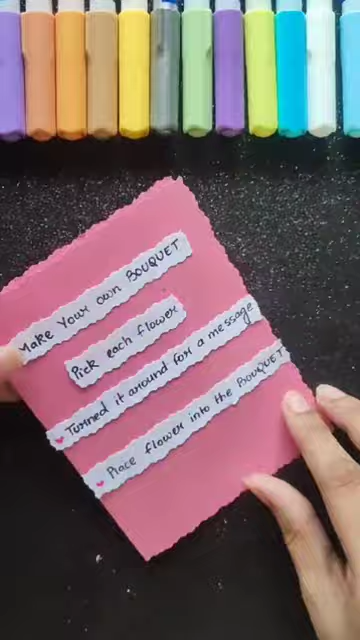 Make Your own BOUQUET
Pick each flower
Turned it around for a message
Place flower into the BOUQUET